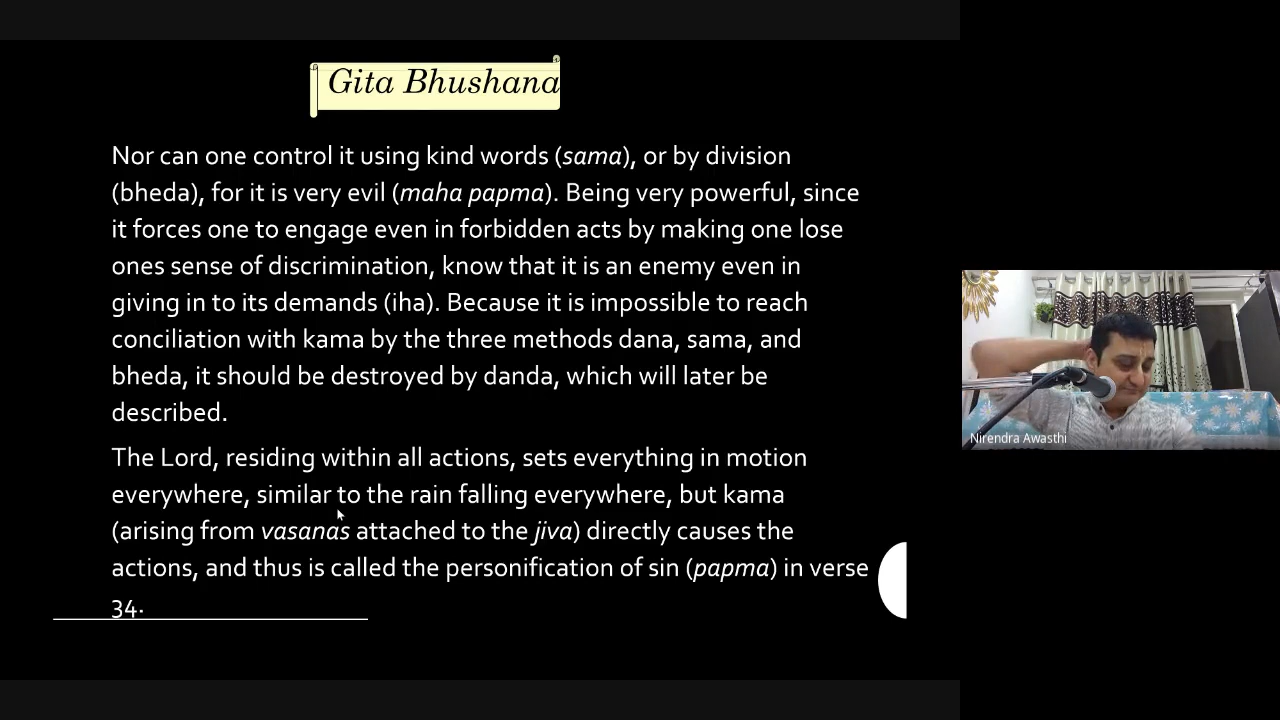 Gita Bhushana
Nor can one control it using kind words (sama), or by division
(bheda), for it is very evil (maha papma). Being very powerful, since
it forces one to engage even in forbidden acts by making one lose
ones sense of discrimination, know that it is an enemy even in
giving in to its demands (iha). Because it is impossible to reach
conciliation with kama by the three methods dana, sama, and
bheda, it should be destroyed by danda, which will later be
described.
The Lord, residing within all actions, sets everything in motion
everywhere, similar to the rain falling everywhere, but kama
(arising from vasanas attached to the jiva) directly causes the
actions, and thus is called the personification of sin (papma) in verse
34.
Nirendra Awasthi